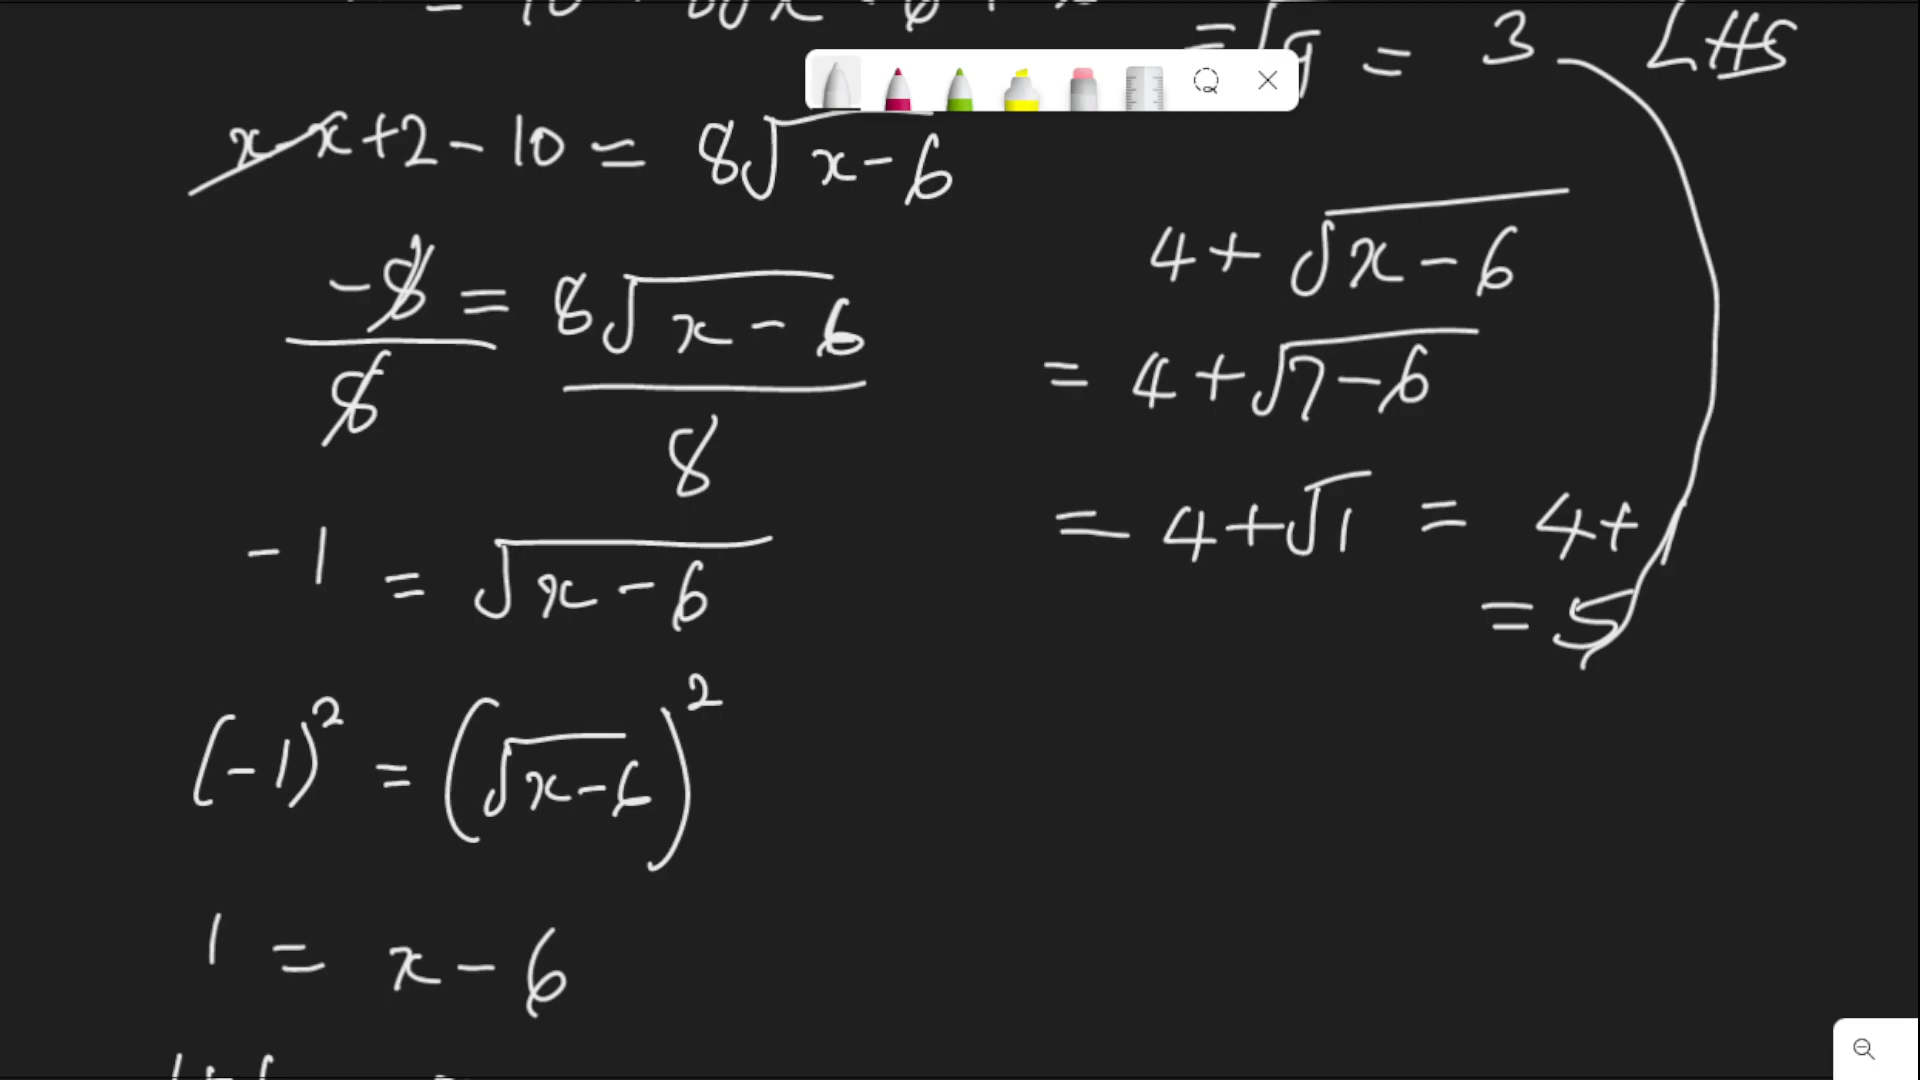 = √9 = 3 LHS
x-x+2-10 = 8√x-6
-8/8 = 8√x-6/8
-1 = √x-6
(-1)² = (√x-6)²
1 = x-6
4+√x-6
= 4+√7-6
= 4+√1 = 4+1
= 5